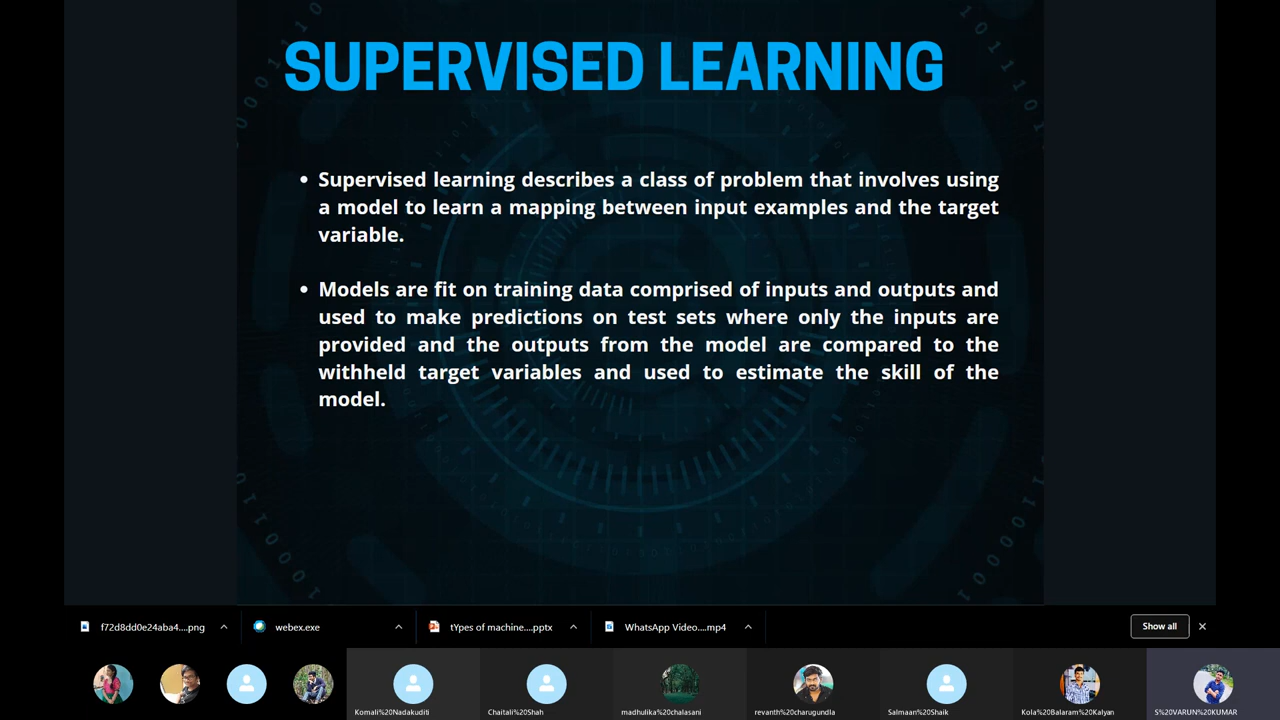 SUPERVISED LEARNING
• Supervised learning describes a class of problem that involves using
a model to learn a mapping between input examples and the target
variable.
• Models are fit on training data comprised of inputs and outputs and
used to make predictions on test sets where only the inputs are
provided and the outputs from the model are compared to the
withheld target variables and used to estimate the skill of the
model.
f72d8dd0e24aba4....png
webex.exe
tYpes of machine....pptx
WhatsApp Video....mp4
Show all
Komali%20Nadakuditi
Chaitali%20Shah
madhulika%20chalasani
revanth%20charugundla
Salmaan%20Shaik
Kola%20Balaram%20Kalyan
S%20VARUN%20KUMAR